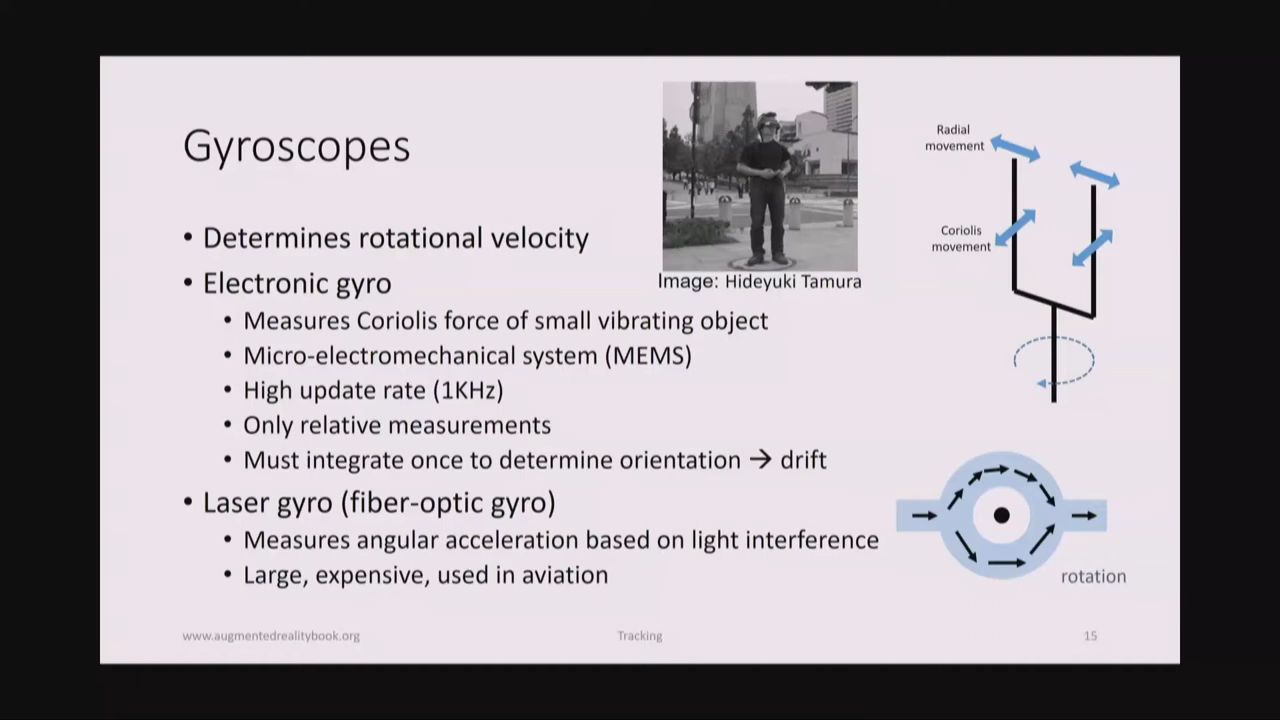 Gyroscopes
• Determines rotational velocity
• Electronic gyro
• Measures Coriolis force of small vibrating object
• Micro-electromechanical system (MEMS)
• High update rate (1KHz)
• Only relative measurements
• Must integrate once to determine orientation → drift
• Laser gyro (fiber-optic gyro)
• Measures angular acceleration based on light interference
• Large, expensive, used in aviation
Image: Hideyuki Tamura
Radial
movement
Coriolis
movement
rotation
www.augmentedrealitybook.org
Tracking
15